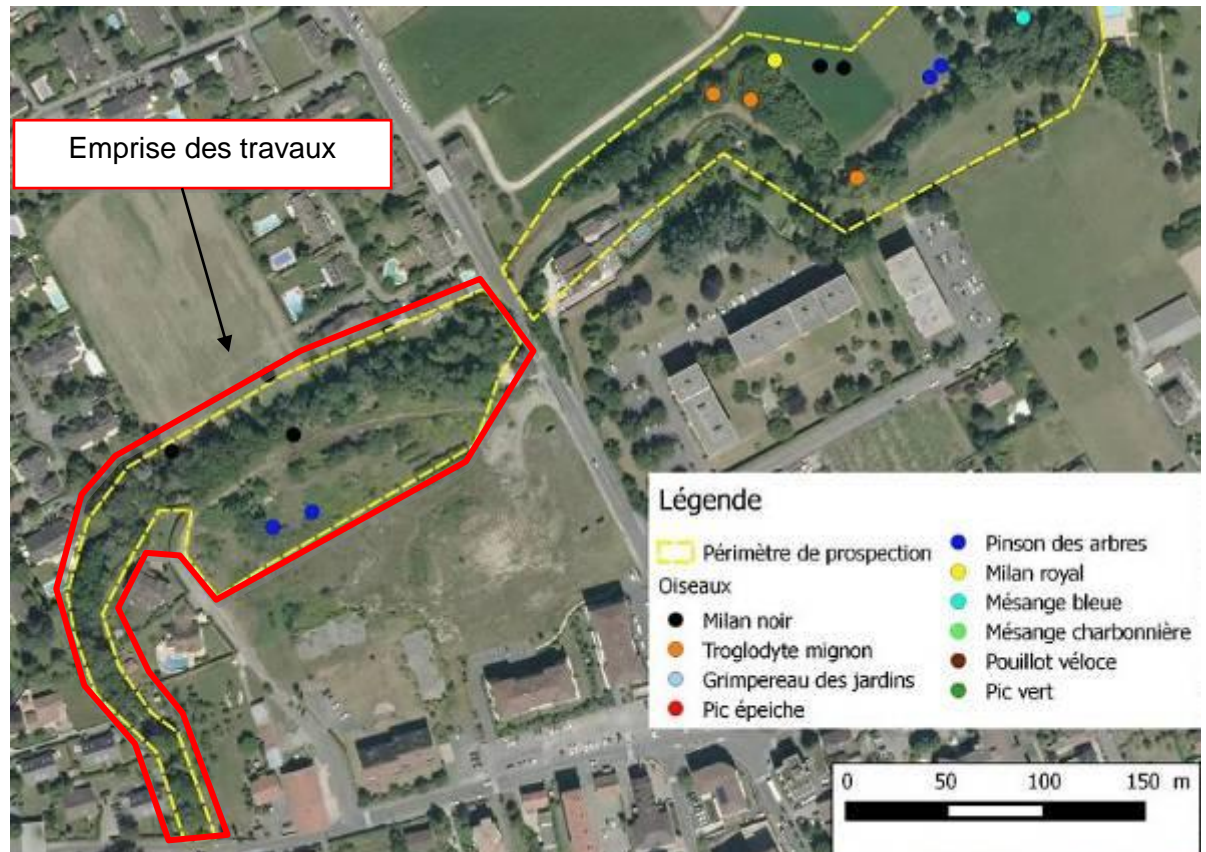 Emprise des travaux
Légende
Périmètre de prospection
Oiseaux
Milan noir
Troglodyte mignon
Grimpereau des jardins
Pic épeiche
Pinson des arbres
Milan royal
Mésange bleue
Mésange charbonnière
Pouillot véloce
Pic vert
0 50 100 150 m